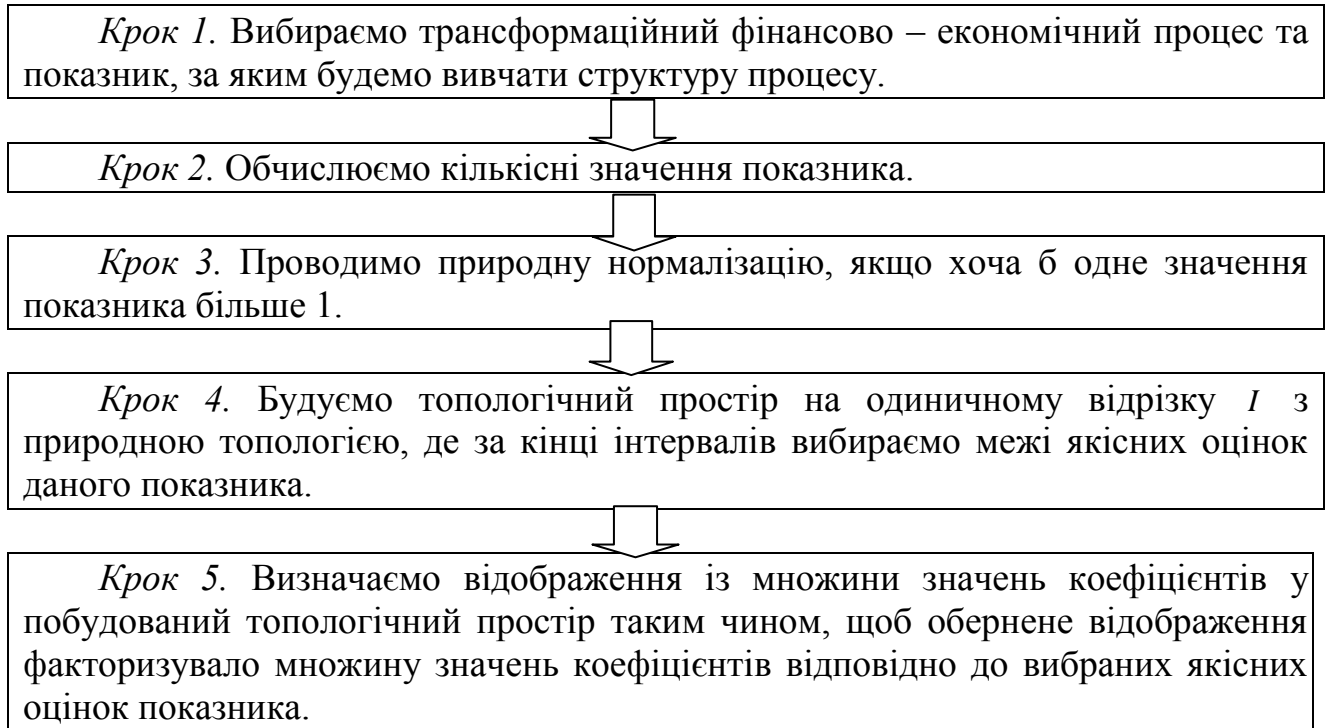 Крок 1. Вибираємо трансформаційний фінансово – економічний процес та
показник, за яким будемо вивчати структуру процесу.
Крок 2. Обчислюємо кількісні значення показника.
Крок 3. Проводимо природну нормалізацію, якщо хоча б одне значення
показника більше 1.
Крок 4. Будуємо топологічний простір на одиничному відрізку I з
природною топологією, де за кінці інтервалів вибираємо межі якісних оцінок
даного показника.
Крок 5. Визначаємо відображення із множини значень коефіцієнтів у
побудований топологічний простір таким чином, щоб обернене відображення
факторизувало множину значень коефіцієнтів відповідно до вибраних якісних
оцінок показника.